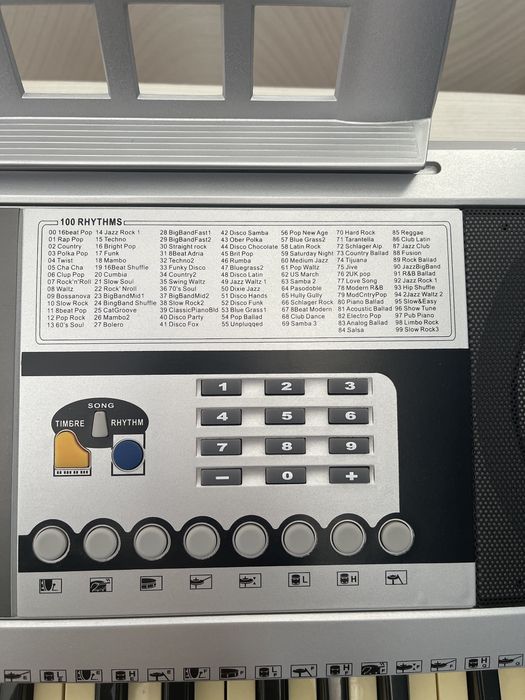 100 RHYTHMS
00 16beat Pop
01 Rap Pop
02 Country
03 Polka Pop
04 Twist
05 Cha Cha
06 Clup Pop
07 Rock'n'Roll
08 Waltz
09 Bossanova
10 Slow Rock
11 8beat Pop
12 Pop Rock
13 60's Soul
14 Jazz Rock 1
15 Techno
16 Bright Pop
17 Funk
18 Mambo
19 16Beat Shuffle
20 Cumbia
21 Slow Soul
22 Rock' Nroll
23 BigBandMid1
24 BingBand Shuffle
25 CatGroove
26 Mambo2
27 Bolero
28 BigBandFast1
29 BigBandFast2
30 Straight rock
31 8Beat Adria
32 Techno2
33 Funky Disco
34 Country2
35 Swing Waltz
36 70's Soul
37 BigBandMid2
38 Slow Rock2
39 ClassicPianoBld
40 Disco Party
41 Disco Fox
42 Disco Samba
43 Ober Polka
44 Disco Chocolate
45 Brit Pop
46 Rumba
47 Bluegrass2
48 Disco Latin
49 Jazz Waltz 1
50 Dixie Jazz
51 Disco Hands
52 Disco Funk
53 Blue Grass1
54 Pop Ballad
55 Unplugqed
56 Pop New Age
57 Blue Grass2
58 Latin Rock
59 Saturday Night
60 Medium Jazz
61 Pop Waltz
62 US March
63 Samba 2
64 Pasodoble
65 Hully Gully
66 Schlager Rock
67 8Beat Modern
68 Club Dance
69 Samba 3
70 Hard Rock
71 Tarantella
72 Schlager Alp
73 Country Ballad
74 Tijuana
75 Jive
76 2UK pop
77 Love Song
78 Modern R&B
79 ModCntryPop
80 Piano Ballad
81 Acoustic Ballad
82 Electro Pop
83 Analog Ballad
84 Salsa
85 Reggae
86 Club Latin
87 Jazz Club
88 Fusion
89 Rock Ballad
90 JazzBigBand
91 R&B Ballad
92 Jazz Rock 1
93 Hip Shuffle
94 2Jazz Waltz 2
95 Slow&Easy
96 Show Tune
97 Pub Piano
98 Limbo Rock
99 Slow Rock3
SONG
TIMBRE RHYTHM
1 2 3
4 5 6
7 8 9
− 0 +
L H